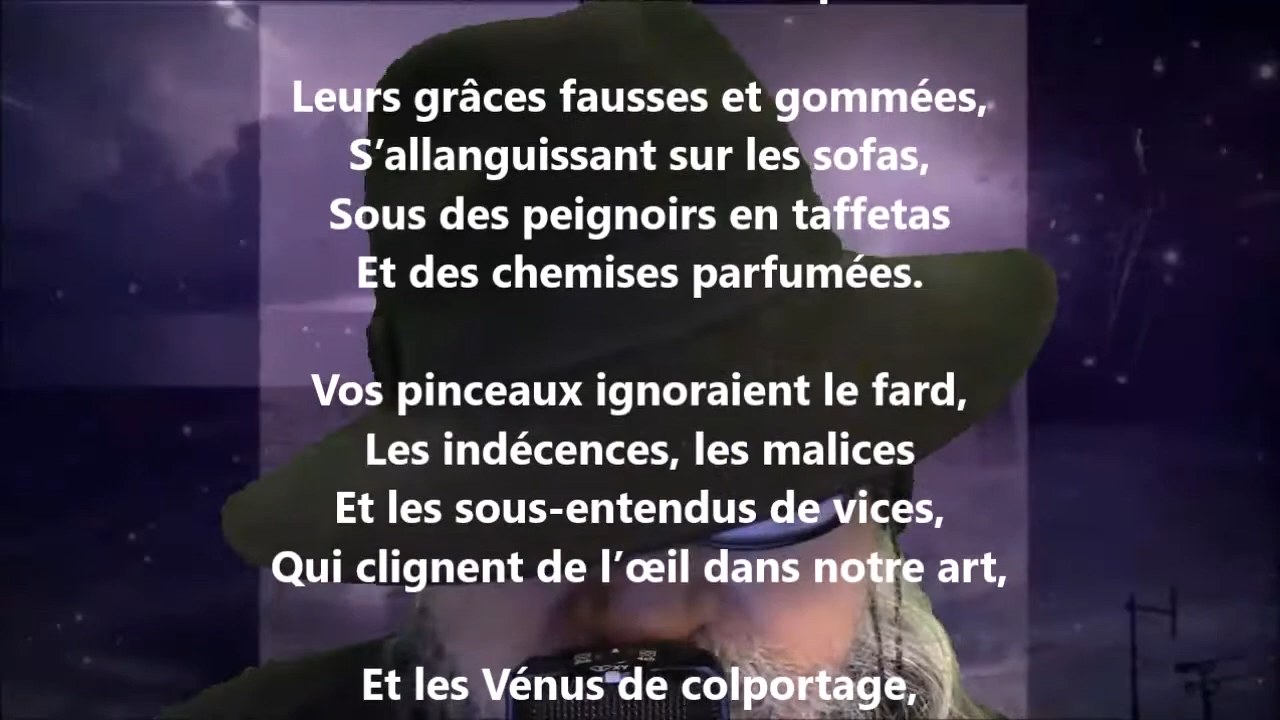 Leurs grâces fausses et gommées,
S’allanguissant sur les sofas,
Sous des peignoirs en taffetas
Et des chemises parfumées.
Vos pinceaux ignoraient le fard,
Les indécences, les malices
Et les sous-entendus de vices,
Qui clignent de l’œil dans notre art,
Et les Vénus de colportage,